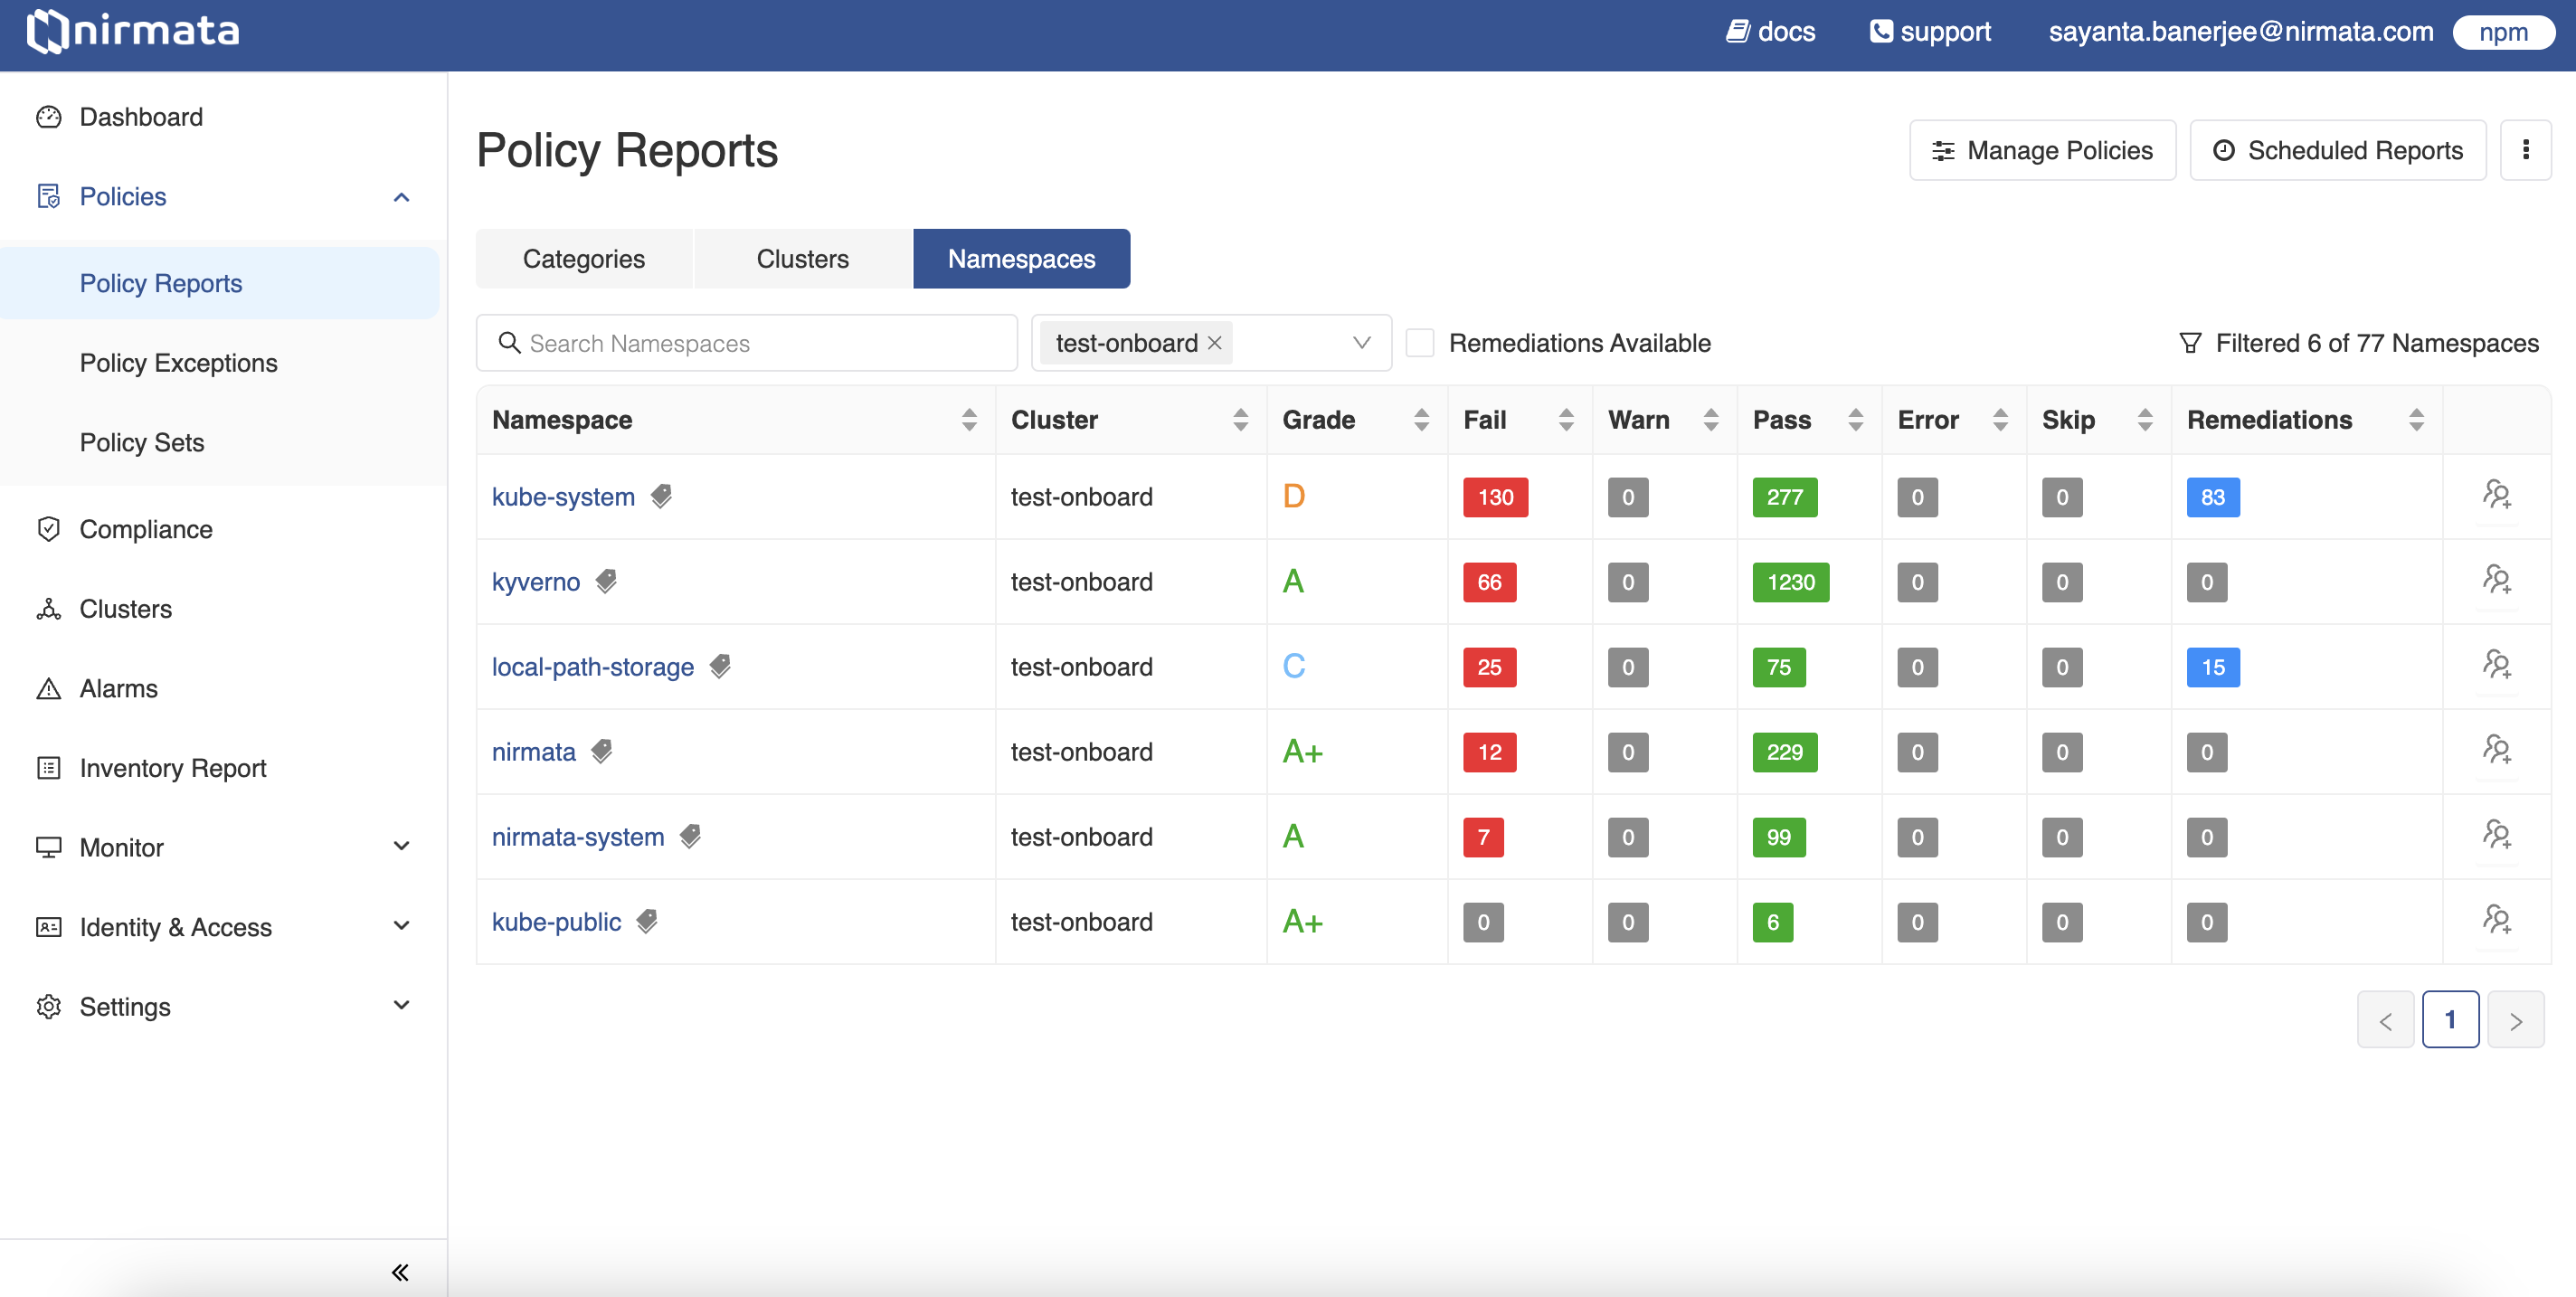 nirmata
docs support sayanta.banerjee@nirmata.com npm
Dashboard
Policies
Policy Reports
Policy Exceptions
Policy Sets
Compliance
Clusters
Alarms
Inventory Report
Monitor
Identity & Access
Settings
Policy Reports
Manage Policies Scheduled Reports
Categories Clusters Namespaces
Search Namespaces test-onboard Remediations Available Filtered 6 of 77 Namespaces
Namespace Cluster Grade Fail Warn Pass Error Skip Remediations
kube-system test-onboard D 130 0 277 0 0 83
kyverno test-onboard A 66 0 1230 0 0 0
local-path-storage test-onboard C 25 0 75 0 0 15
nirmata test-onboard A+ 12 0 229 0 0 0
nirmata-system test-onboard A 7 0 99 0 0 0
kube-public test-onboard A+ 0 0 6 0 0 0
1